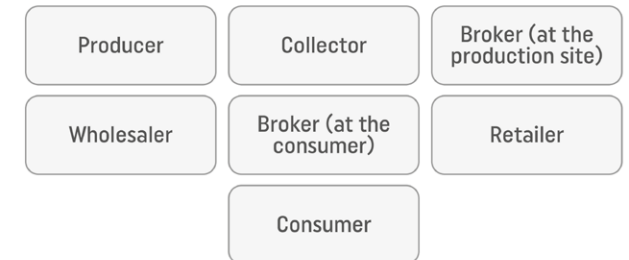 Producer
Collector
Broker (at the
production site)
Wholesaler
Broker (at the
consumer)
Retailer
Consumer